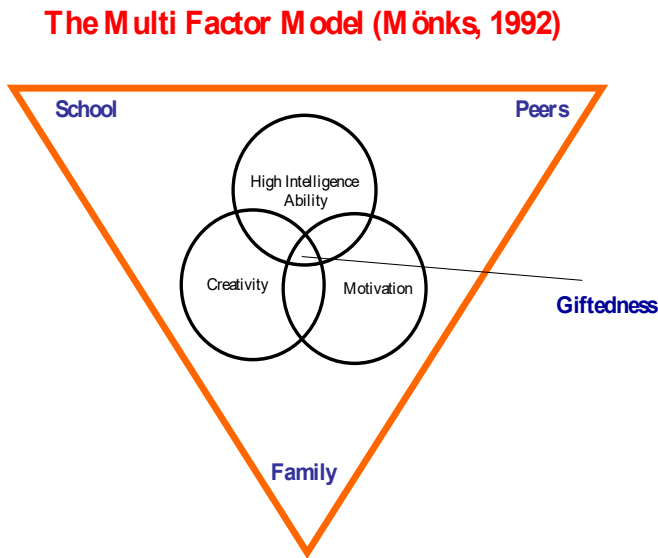 The Multi Factor Model (Mönks, 1992)
School
Peers
High Intelligence
Ability
Creativity
Motivation
Giftedness
Family